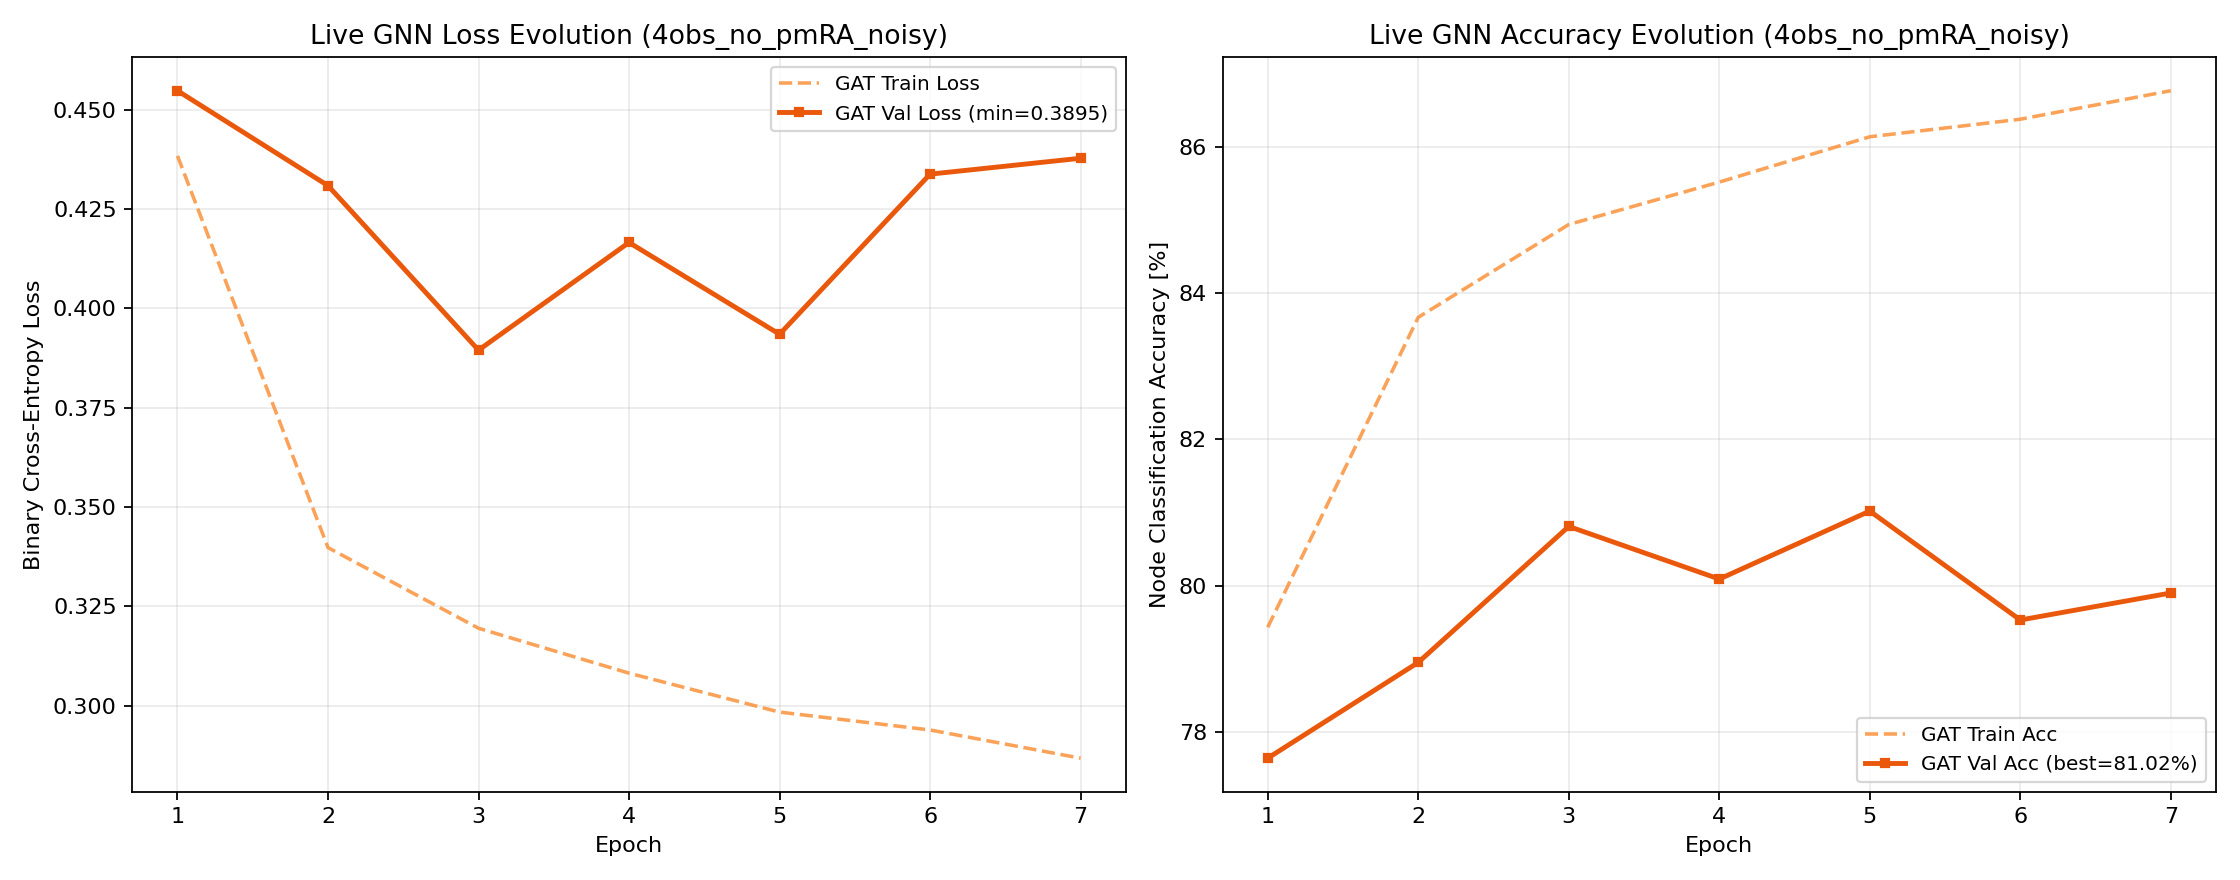 Live GNN Loss Evolution (4obs_no_pmRA_noisy)
GAT Train Loss
GAT Val Loss (min=0.3895)
Binary Cross-Entropy Loss
0.450
0.425
0.400
0.375
0.350
0.325
0.300
1 2 3 4 5 6 7
Epoch
Live GNN Accuracy Evolution (4obs_no_pmRA_noisy)
Node Classification Accuracy [%]
86
84
82
80
78
GAT Train Acc
GAT Val Acc (best=81.02%)
1 2 3 4 5 6 7
Epoch